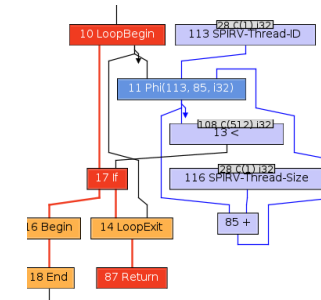 28 C(1) i32
10 LoopBegin
113 SPIRV-Thread-ID
11 Phi(113, 85, i32)
108 C(512) i32
13 <
28 C(1) i32
17 If
116 SPIRV-Thread-Size
16 Begin
14 LoopExit
85 +
18 End
87 Return